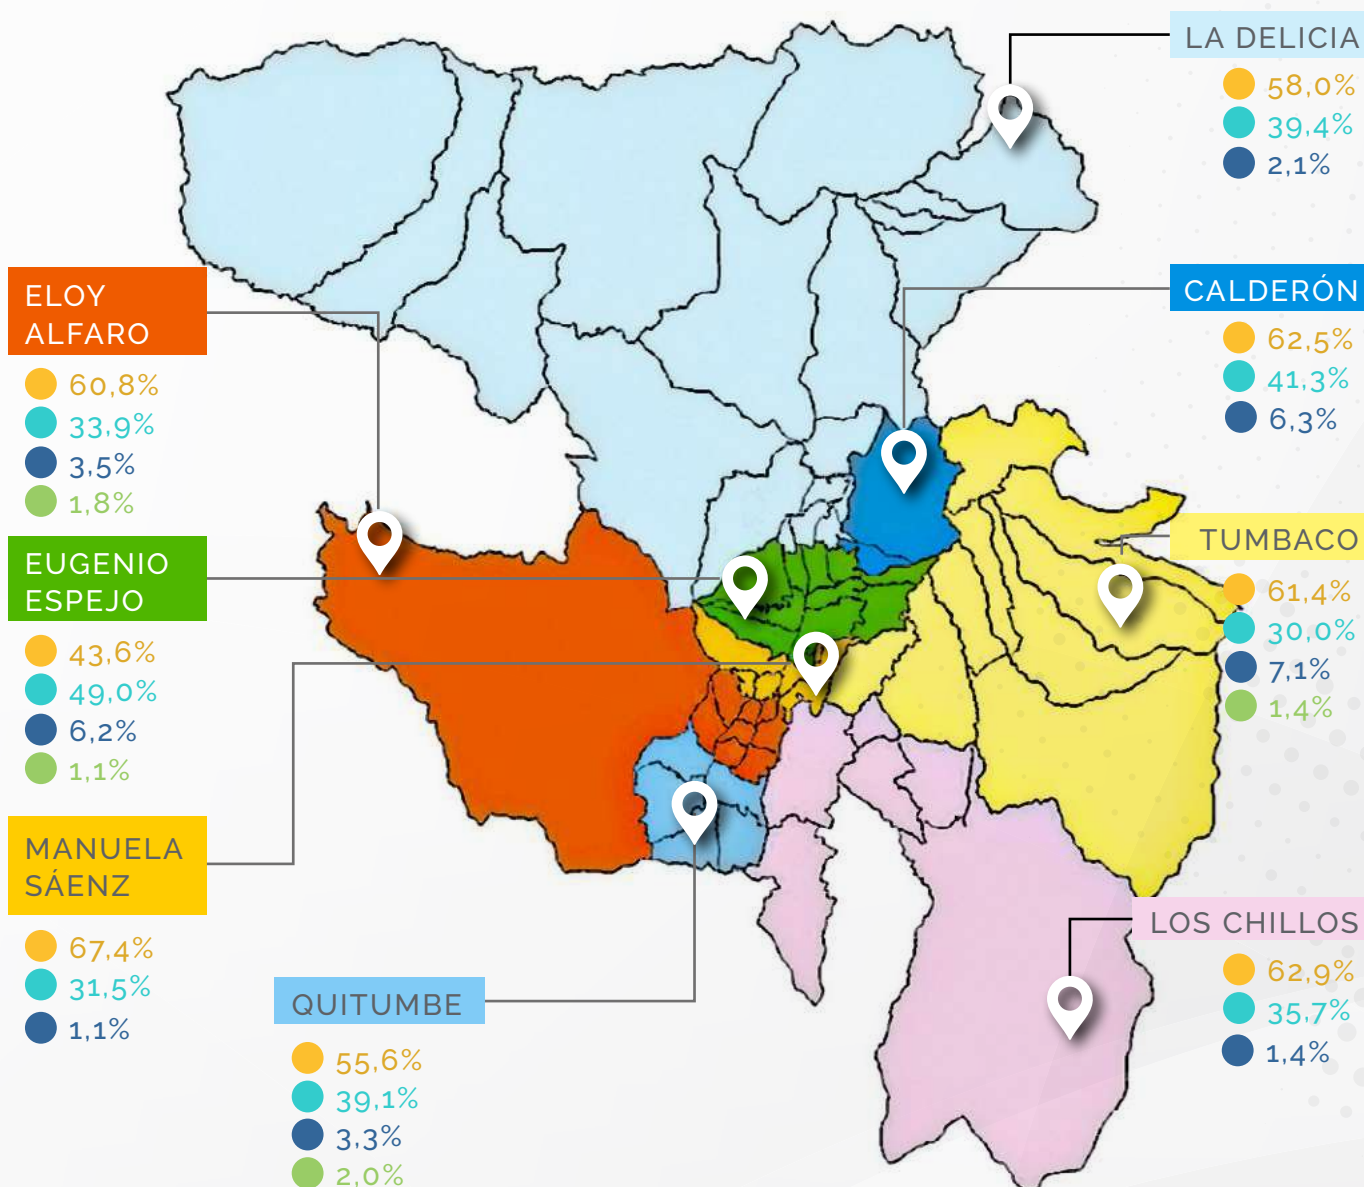 LA DELICIA
58,0%
39,4%
2,1%
ELOY
ALFARO
60,8%
33,9%
3,5%
1,8%
CALDERÓN
62,5%
41,3%
6,3%
EUGENIO
ESPEJO
43,6%
49,0%
6,2%
1,1%
TUMBACO
61,4%
30,0%
7,1%
1,4%
MANUELA
SÁENZ
67,4%
31,5%
1,1%
QUITUMBE
55,6%
39,1%
3,3%
2,0%
LOS CHILLOS
62,9%
35,7%
1,4%